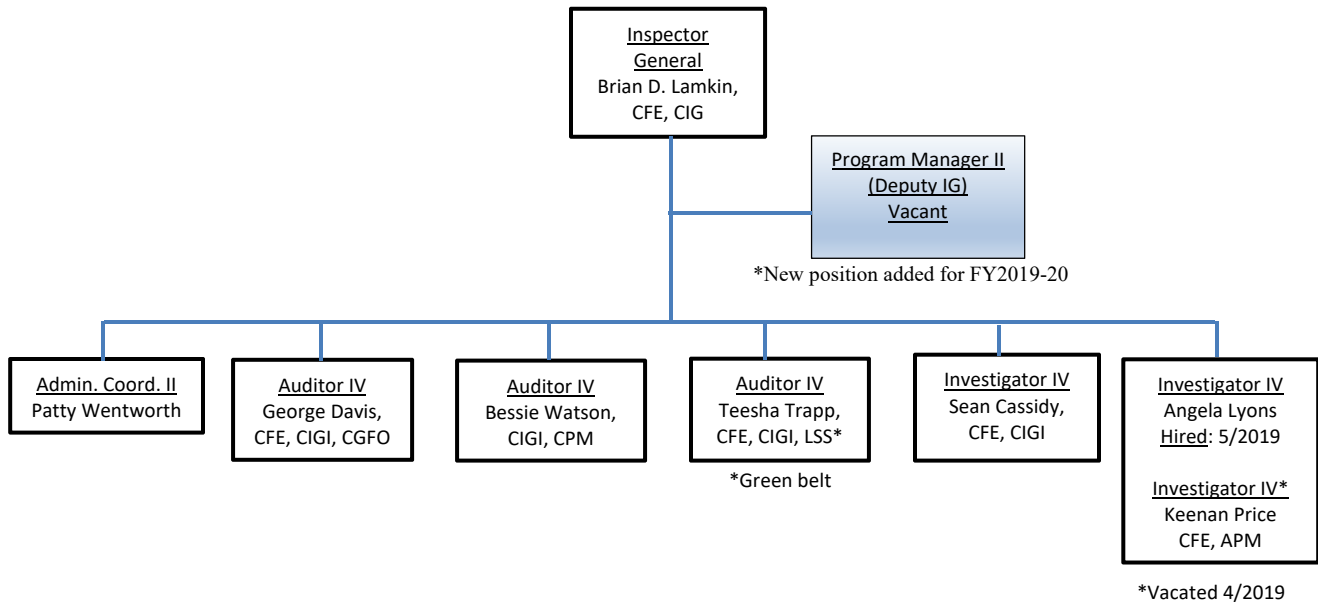 Inspector
General
Brian D. Lamkin,
CFE, CIG
Program Manager II
(Deputy IG)
Vacant
*New position added for FY2019-20
Admin. Coord. II
Patty Wentworth
Auditor IV
George Davis,
CFE, CIGI, CGFO
Auditor IV
Bessie Watson,
CIGI, CPM
Auditor IV
Teesha Trapp,
CFE, CIGI, LSS*
*Green belt
Investigator IV
Sean Cassidy,
CFE, CIGI
Investigator IV
Angela Lyons
Hired: 5/2019
Investigator IV*
Keenan Price
CFE, APM
*Vacated 4/2019